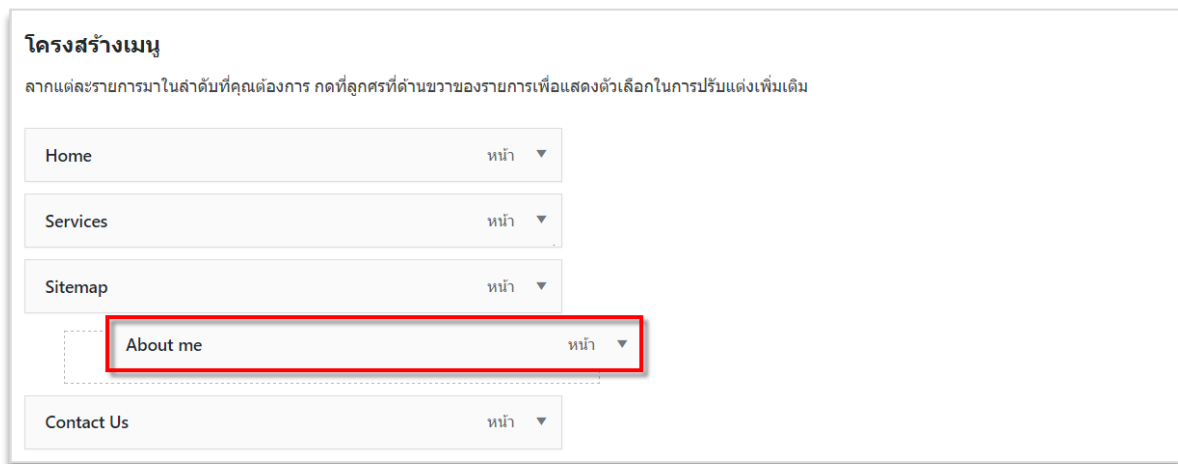 โครงสร้างเมนู
ลากแต่ละรายการมาในลำดับที่คุณต้องการ กดที่ลูกศรที่ด้านขวาของรายการเพื่อแสดงตัวเลือกในการปรับแต่งเพิ่มเติม
Home หน้า
Services หน้า
Sitemap หน้า
About me หน้า
Contact Us หน้า